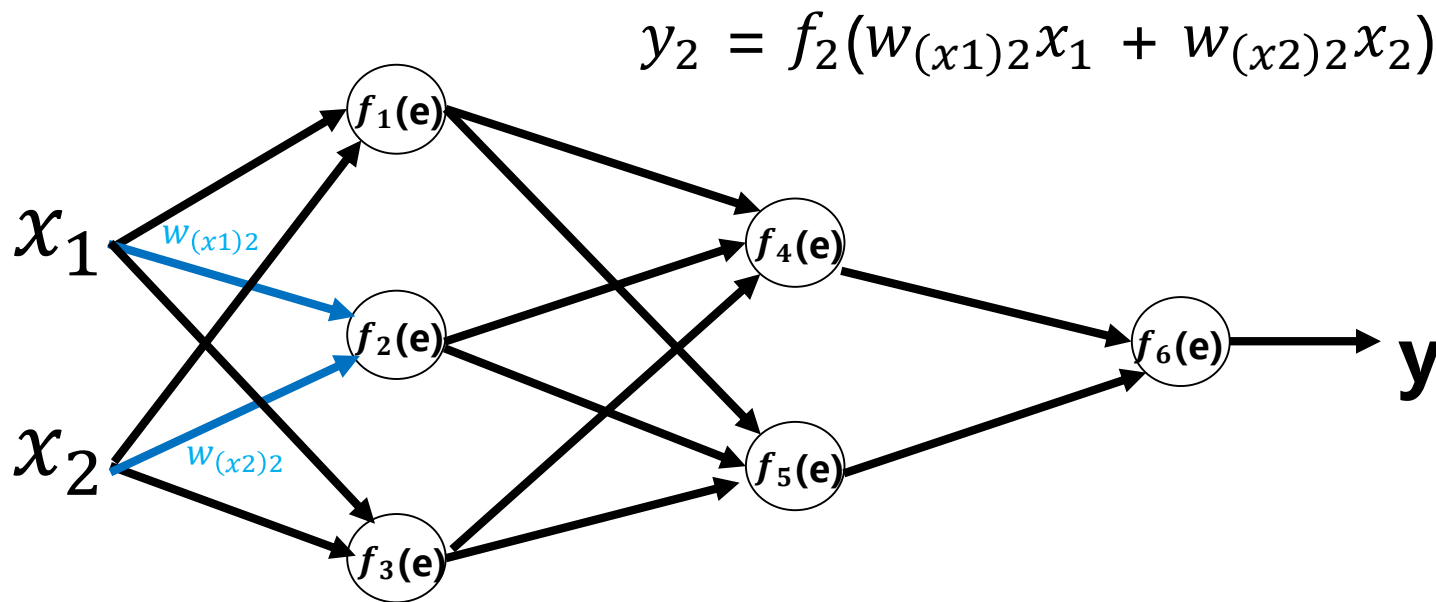 y₂ = f₂(w₍ₓ₁₎₂x₁ + w₍ₓ₂₎₂x₂)
f₁(e)
x₁
w₍ₓ₁₎₂
f₄(e)
f₂(e)
f₆(e)
y
x₂
w₍ₓ₂₎₂
f₅(e)
f₃(e)